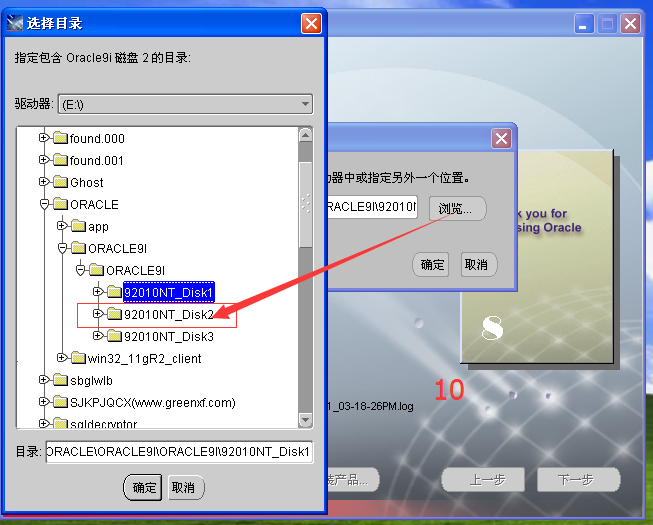 选择目录
指定包含 Oracle9i 磁盘 2 的目录:
驱动器: (E:\)
found.000
found.001
Ghost
ORACLE
app
ORACLE9I
ORACLE9I
92010NT_Disk1
92010NT_Disk2
92010NT_Disk3
win32_11gR2_client
sbglwlb
SJKPJQCX(www.greenxf.com)
sqldecryptor
目录: ORACLE\ORACLE9I\ORACLE9I\92010NT_Disk1
确定 取消
器中或指定另外一个位置。
RACLE9I\92010 浏览...
确定 取消
k you for
sing Oracle
10
1_03-18-26PM.log
产品... 上一步 下一步